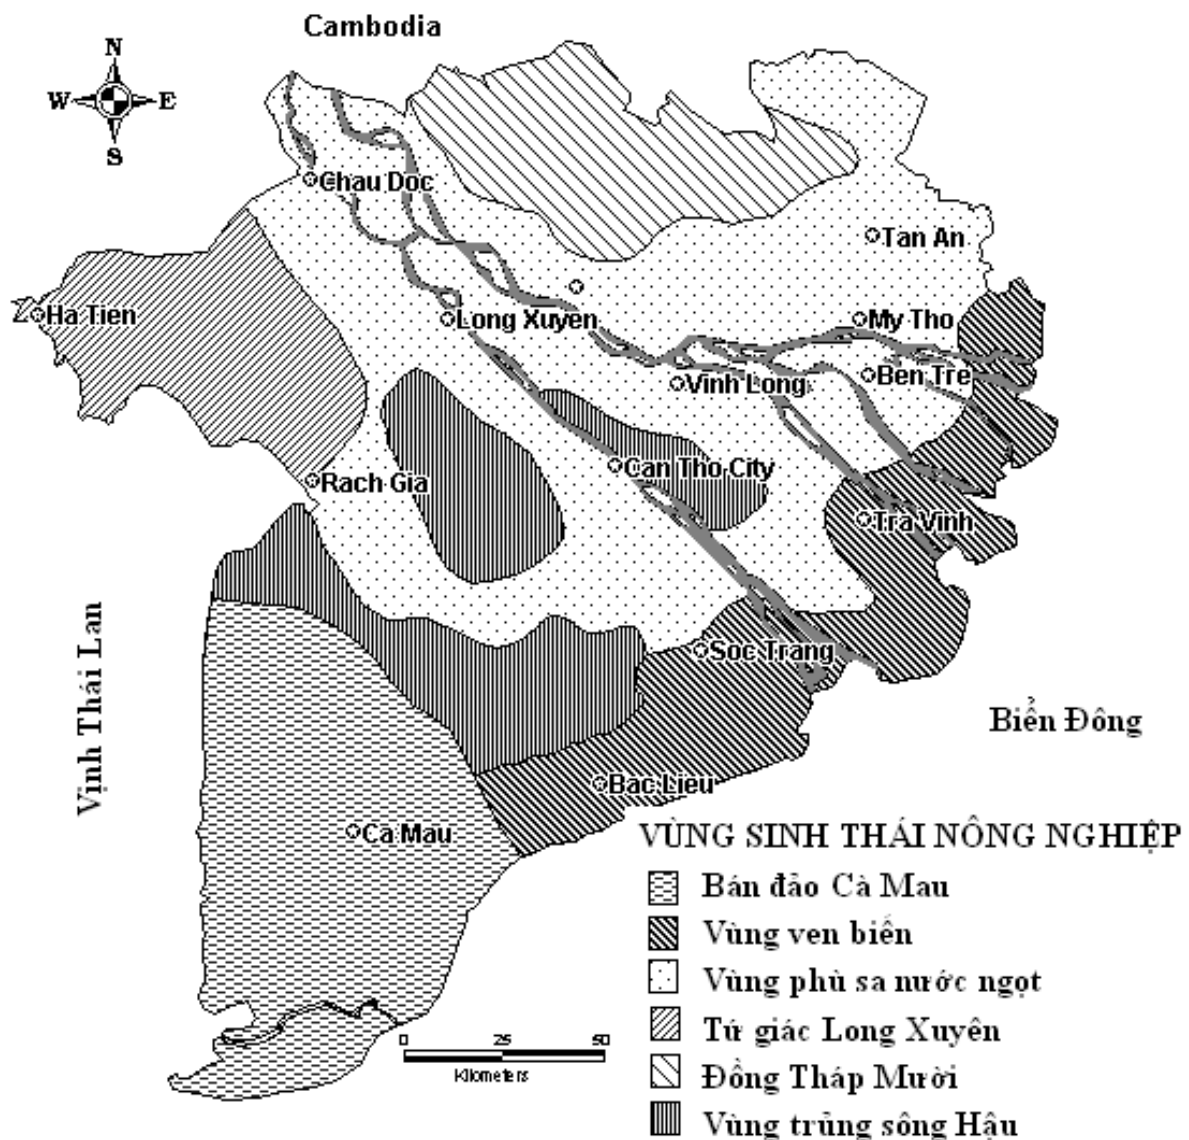 Cambodia
N
W E
S
Chau Doc
Tan An
Ha Tien
Long Xuyen
My Tho
Vinh Long
Ben Tre
Can Tho City
Rach Gia
Tra Vinh
Soc Trang
Vịnh Thái Lan
Biển Đông
Bac Lieu
Ca Mau
VÙNG SINH THÁI NÔNG NGHIỆP
Bán đảo Cà Mau
Vùng ven biển
Vùng phù sa nước ngọt
Tứ giác Long Xuyên
Đồng Tháp Mười
Vùng trũng sông Hậu
0 25 50
Kilometers